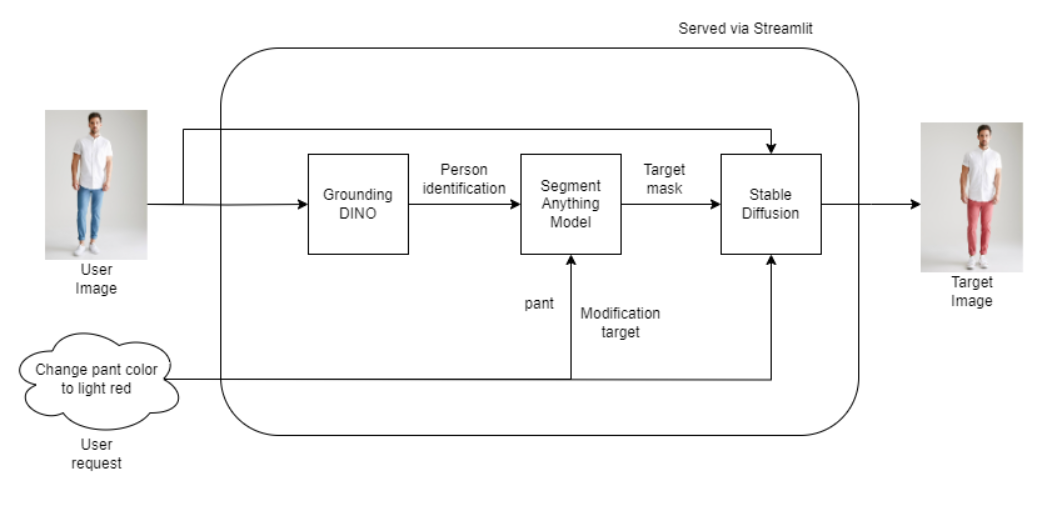 Served via Streamlit
Grounding
DINO
Person
identification
Segment
Anything
Model
Target
mask
Stable
Diffusion
User
Image
Target
Image
pant
Modification
target
Change pant color
to light red
User
request